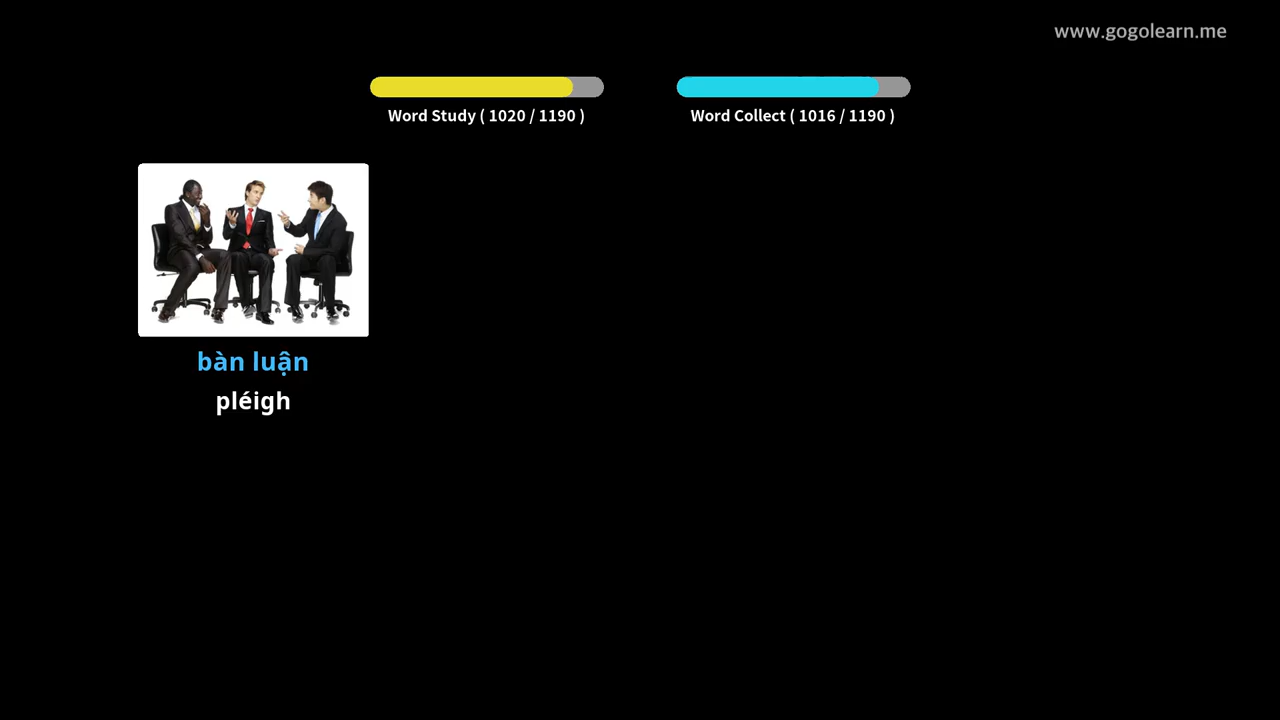 www.gogolearn.me
Word Study ( 1020 / 1190 )
Word Collect ( 1016 / 1190 )
bàn luận
pléigh